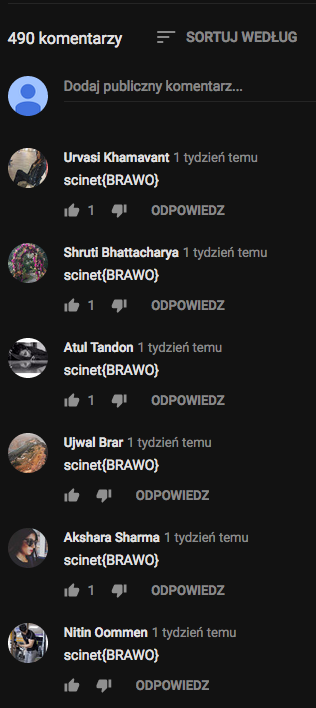 490 komentarzy SORTUJ WEDŁUG
Dodaj publiczny komentarz...
Urvasi Khamavant 1 tydzień temu
scinet{BRAWO}
1 ODPOWIEDZ
Shruti Bhattacharya 1 tydzień temu
scinet{BRAWO}
1 ODPOWIEDZ
Atul Tandon 1 tydzień temu
scinet{BRAWO}
1 ODPOWIEDZ
Ujwal Brar 1 tydzień temu
scinet{BRAWO}
ODPOWIEDZ
Akshara Sharma 1 tydzień temu
scinet{BRAWO}
1 ODPOWIEDZ
Nitin Oommen 1 tydzień temu
scinet{BRAWO}
ODPOWIEDZ